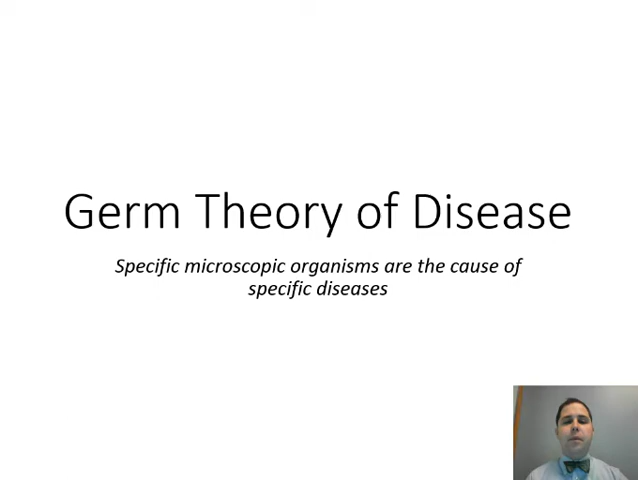 Germ Theory of Disease
Specific microscopic organisms are the cause of
specific diseases